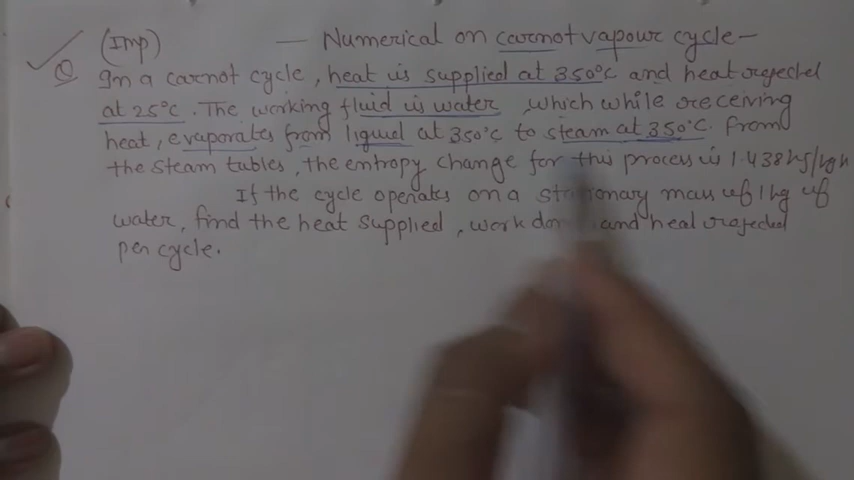 (Imp) — Numerical on carnot vapour cycle –
Q In a carnot cycle, heat is supplied at 350°C and heat rejected
at 25°C. The working fluid is water, which while receiving
heat, evaporates from liquid at 350°C to steam at 350°C. From
the steam tables, the entropy change for this process is 1.438 kJ/kgK
If the cycle operates on a stationary mass of 1 kg of
water, find the heat supplied, work and heat rejected
per cycle.